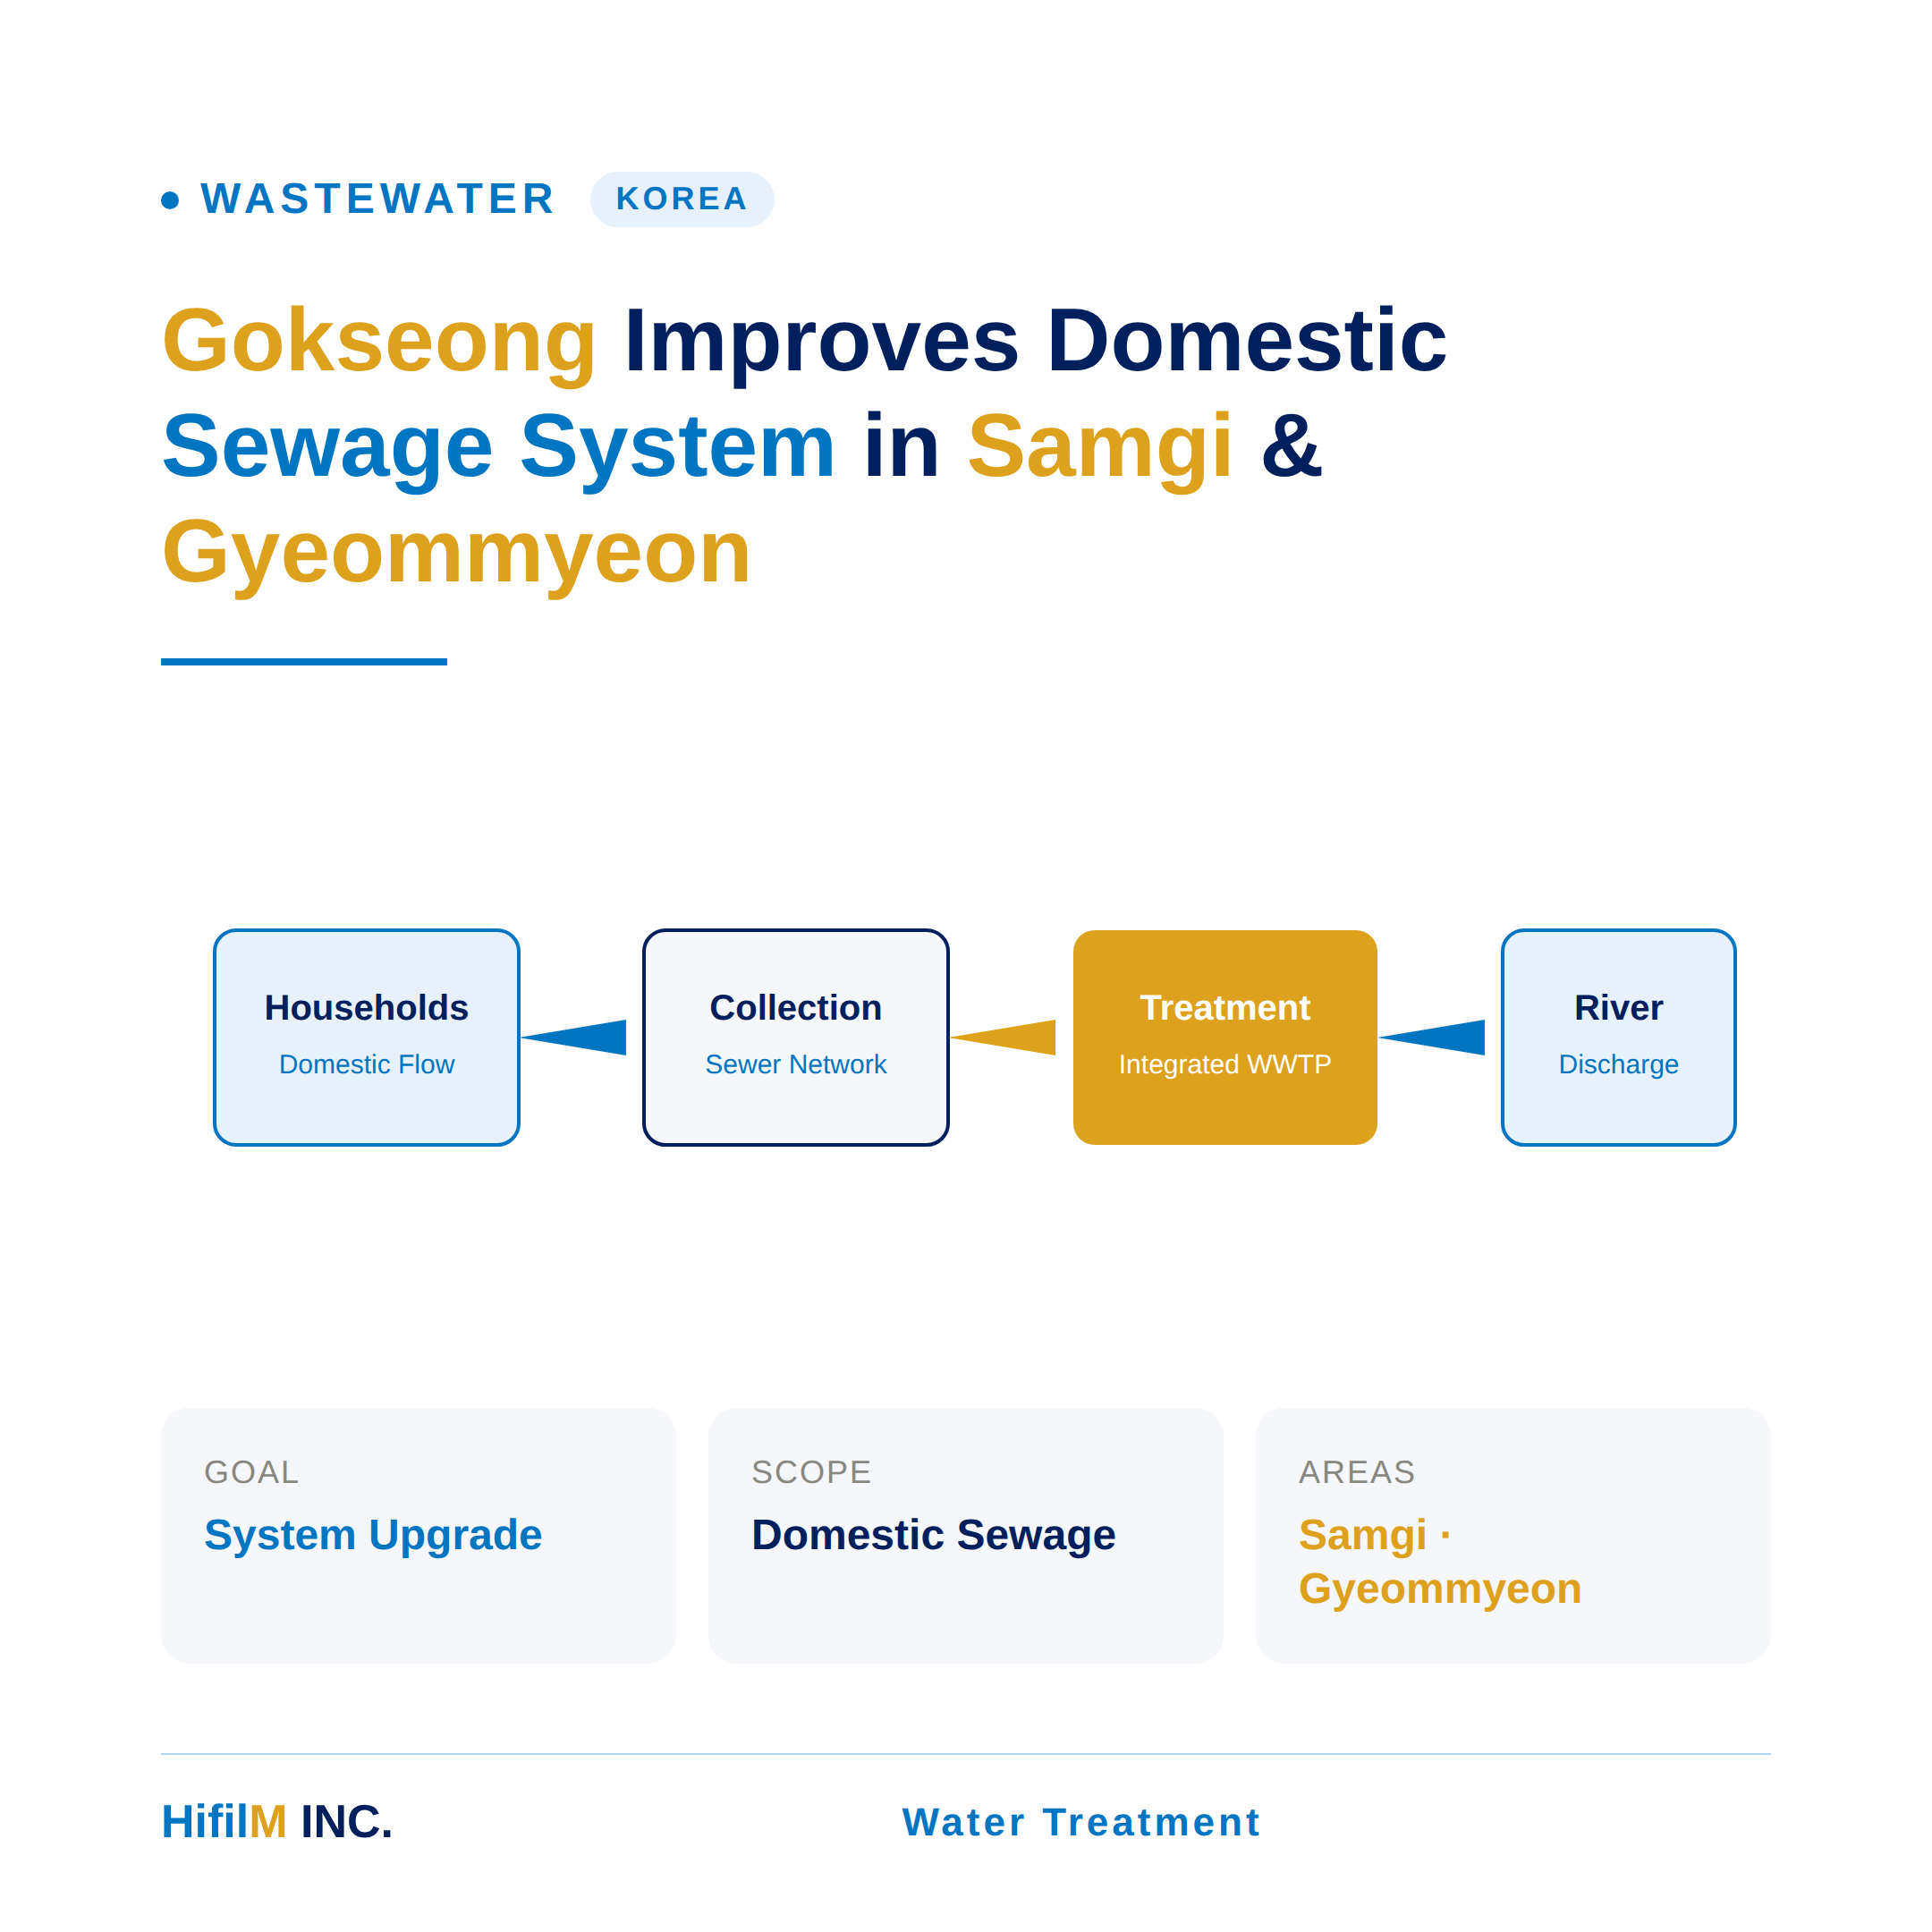 WASTEWATER KOREA
Gokseong Improves Domestic
Sewage System in Samgi &
Gyeommyeon
Households
Domestic Flow
Collection
Sewer Network
Treatment
Integrated WWTP
River
Discharge
GOAL
System Upgrade
SCOPE
Domestic Sewage
AREAS
Samgi ·
Gyeommyeon
HifilM INC.
Water Treatment